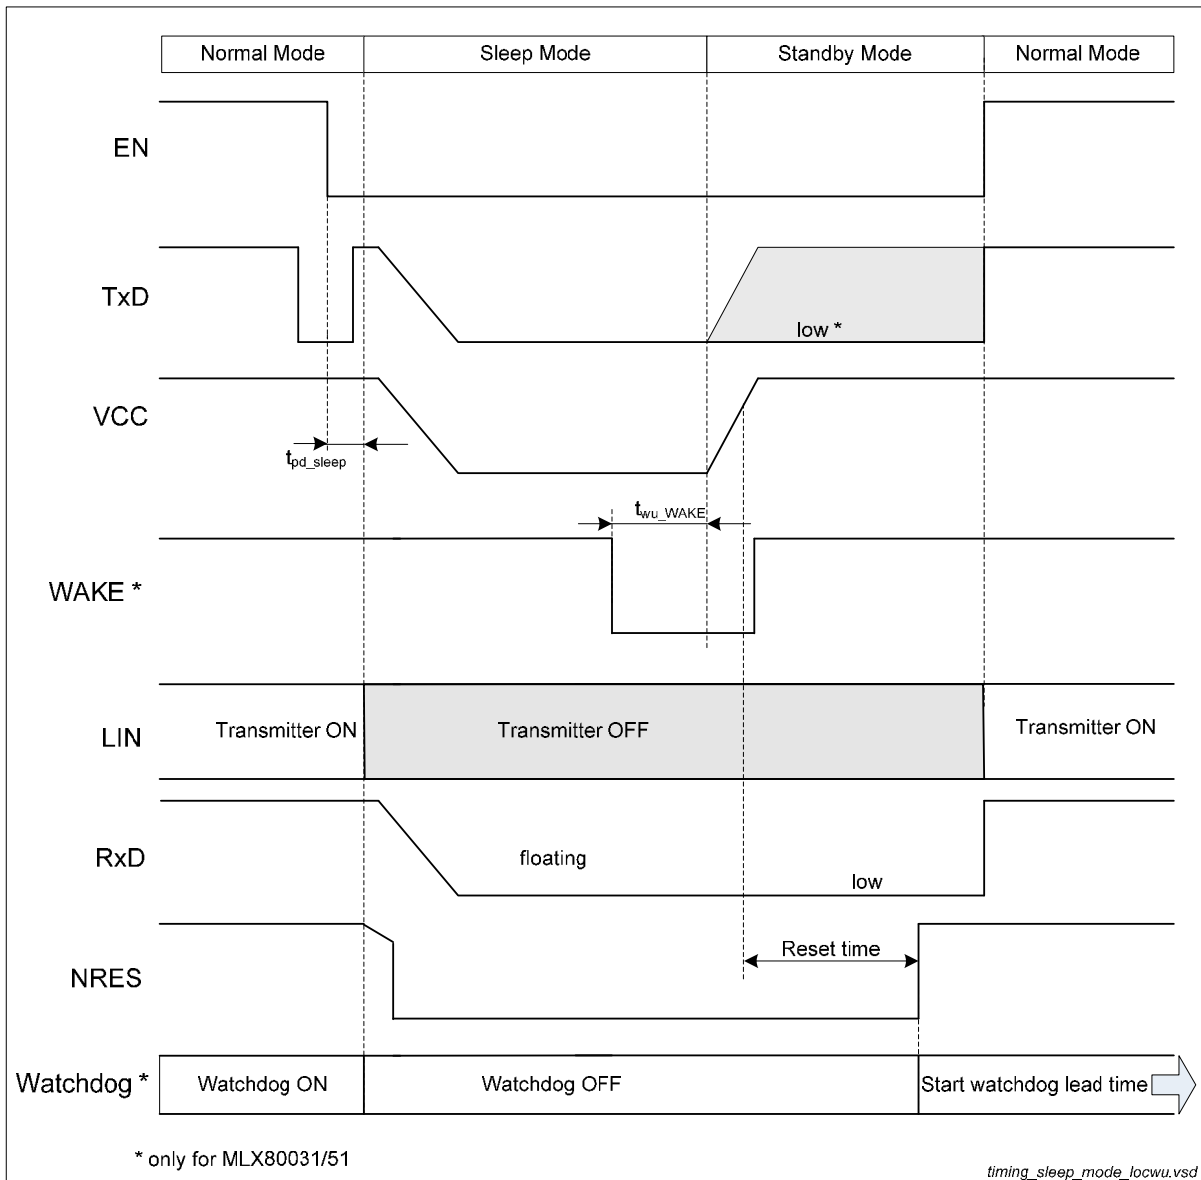 Normal Mode Sleep Mode Standby Mode Normal Mode
EN
TxD
low *
VCC
tpd_sleep
twu_WAKE
WAKE *
LIN Transmitter ON Transmitter OFF Transmitter ON
RxD floating
low
Reset time
NRES
Watchdog * Watchdog ON Watchdog OFF Start watchdog lead time
* only for MLX80031/51
timing_sleep_mode_locwu.vsd